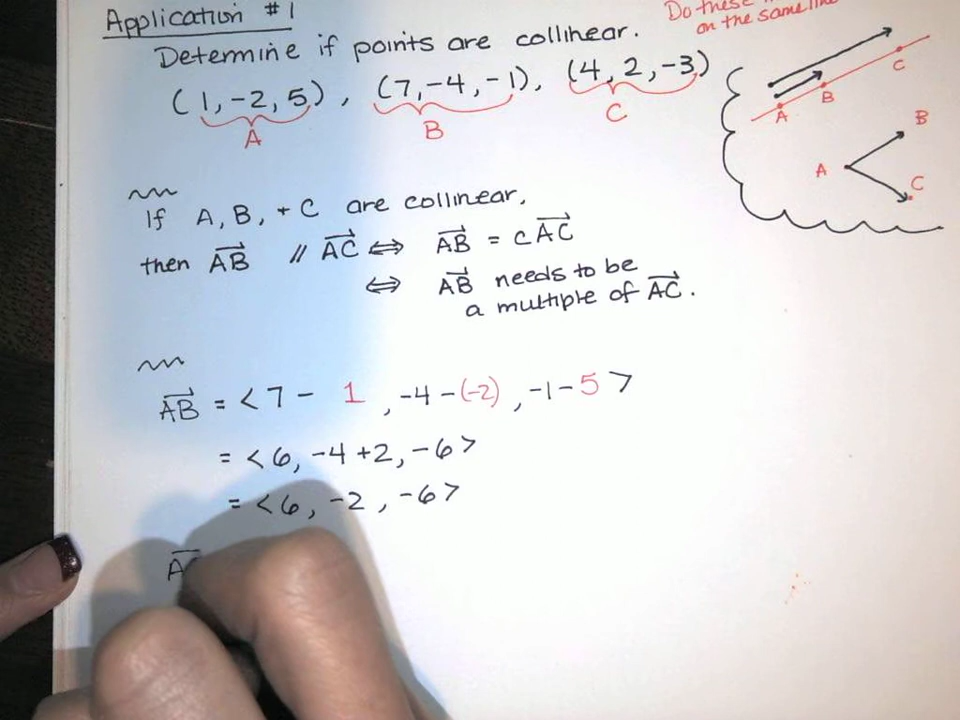 Application #1
Do these
on the same line
Determine if points are collinear.
(1, -2, 5), (7, -4, -1), (4, 2, -3)
A B C
A B C
B
A
C
If A, B, + C are collinear,
then AB // AC ⇔ AB = cAC
⇔ AB needs to be
a multiple of AC.
AB = <7 - 1, -4 - (-2), -1 - 5>
= <6, -4 + 2, -6>
= <6, -2, -6>